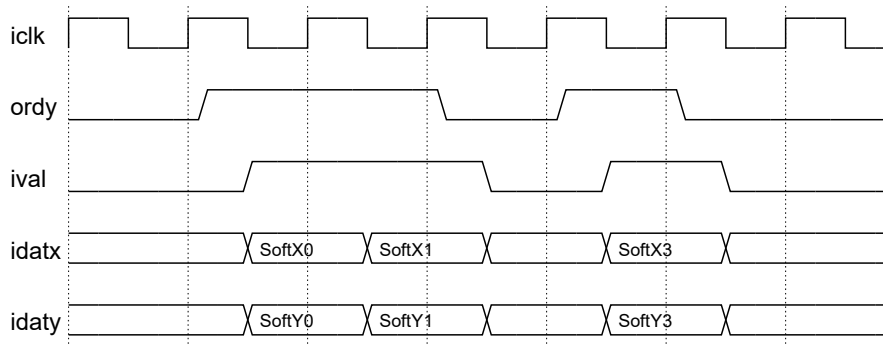 iclk
ordy
ival
idatx SoftX0 SoftX1 SoftX3
idaty SoftY0 SoftY1 SoftY3